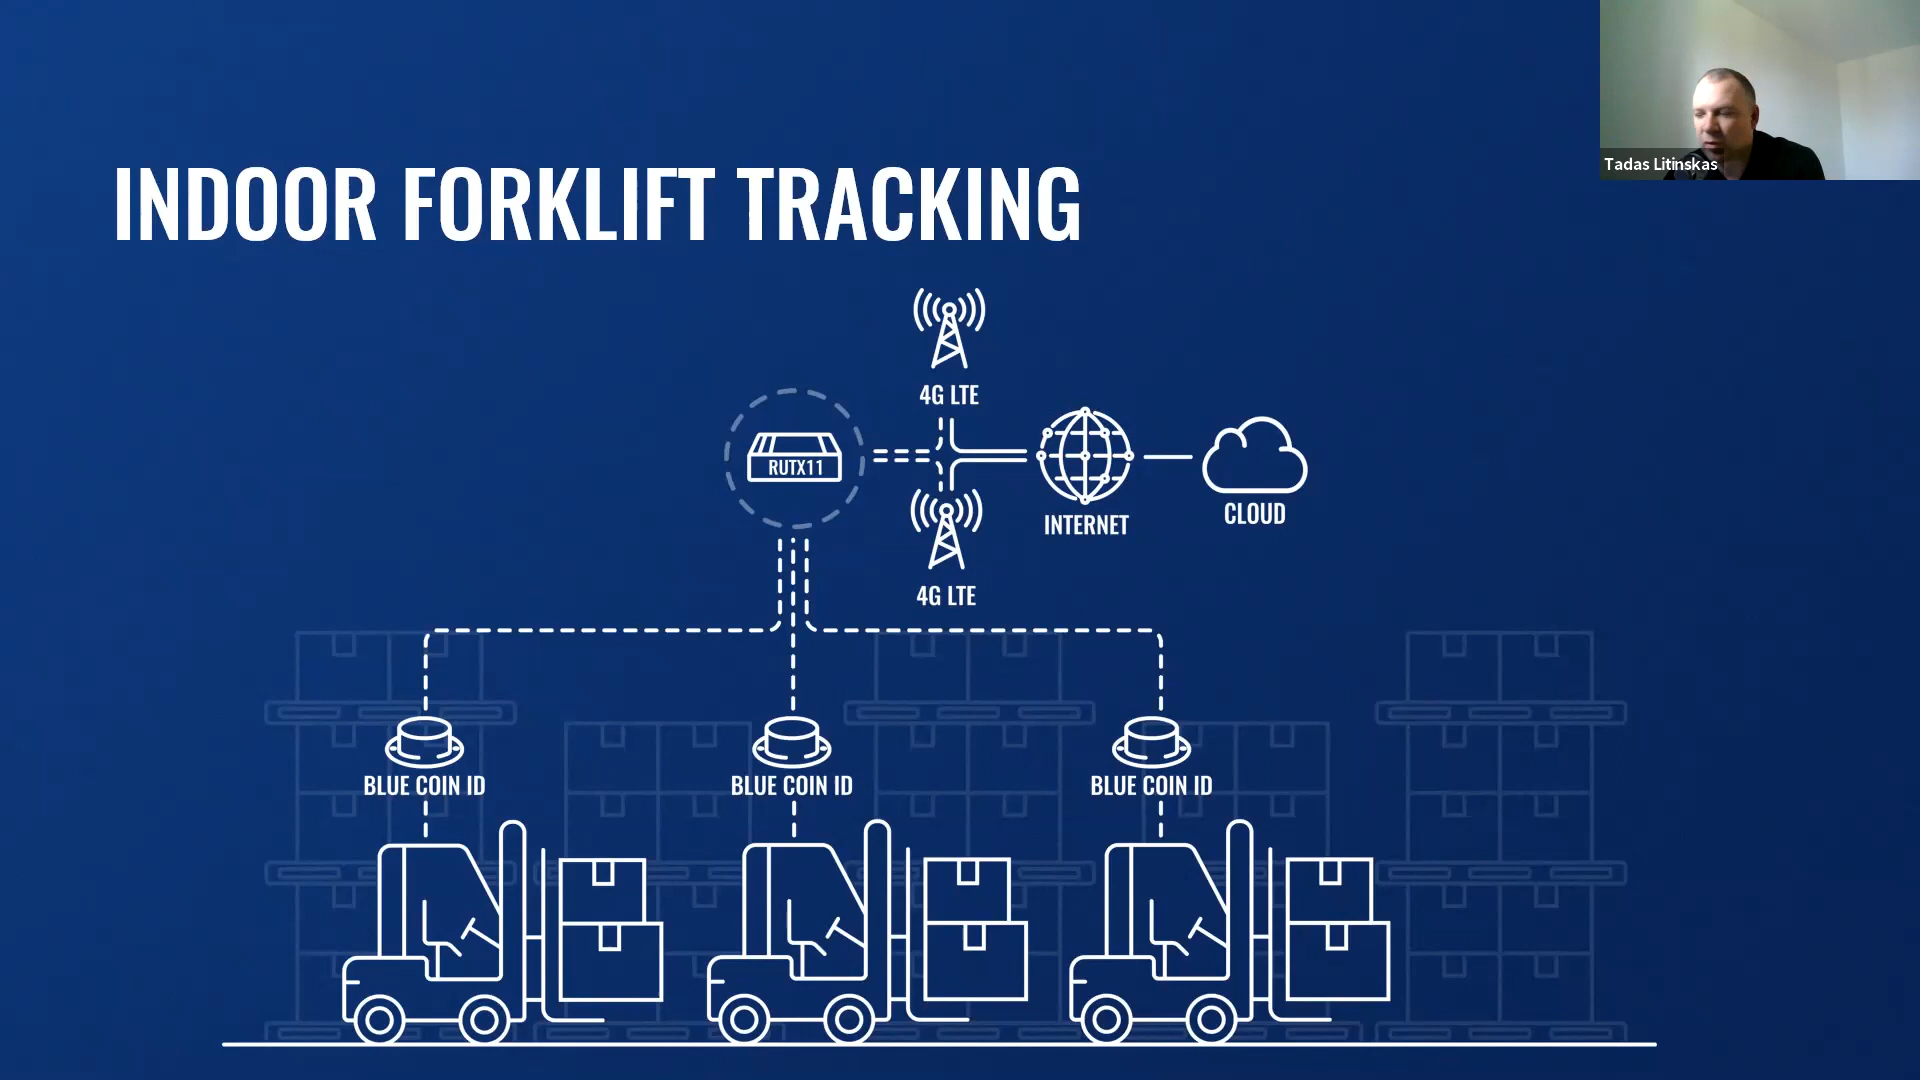 Tadas Litinskas
INDOOR FORKLIFT TRACKING
4G LTE
RUTX11
INTERNET
CLOUD
4G LTE
BLUE COIN ID
BLUE COIN ID
BLUE COIN ID